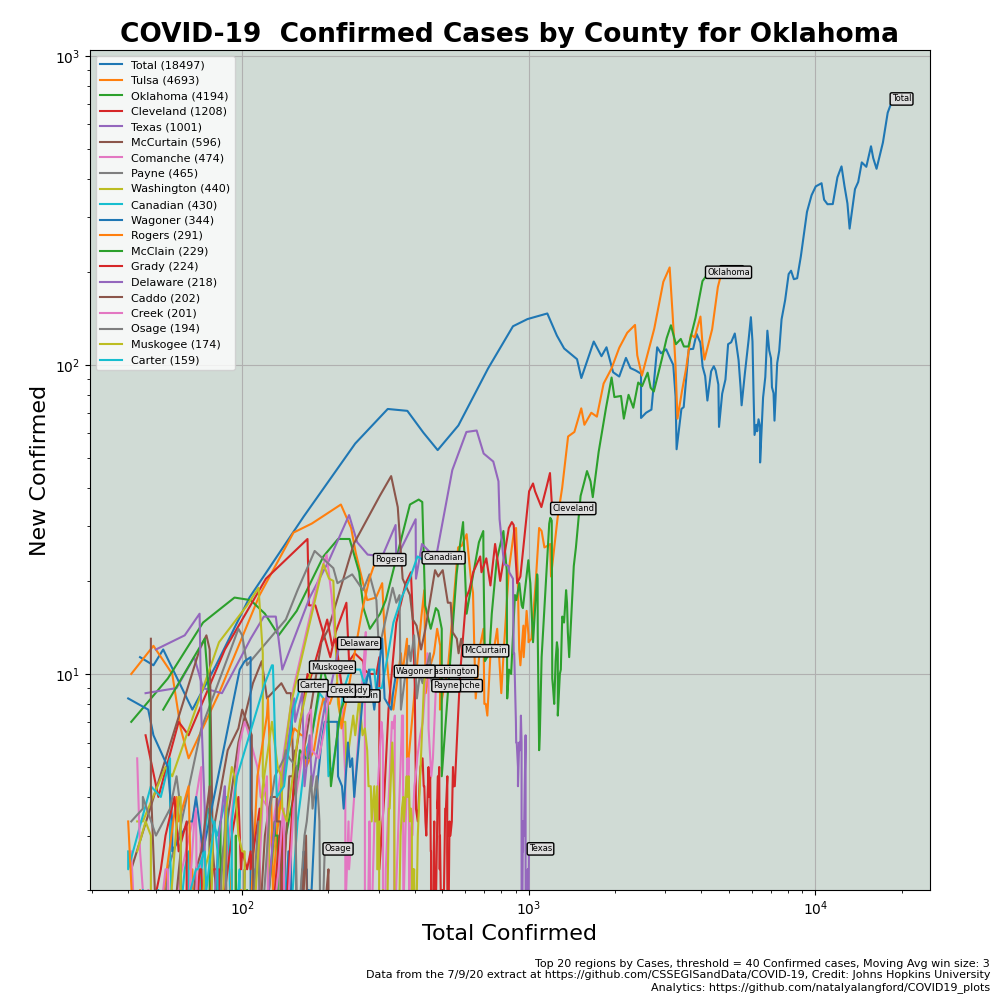 COVID-19  Confirmed Cases by County for Oklahoma
10³
Total (18497)
Tulsa (4693)
Oklahoma (4194)
Cleveland (1208)
Texas (1001)
McCurtain (596)
Comanche (474)
Payne (465)
Washington (440)
Canadian (430)
Wagoner (344)
Rogers (291)
McClain (229)
Grady (224)
Delaware (218)
Caddo (202)
Creek (201)
Osage (194)
Muskogee (174)
Carter (159)
Total
Oklahoma
10²
New Confirmed
Cleveland
Rogers
Canadian
Delaware
McCurtain
Muskogee
Wagoner
ashington
10¹
Carter
Creek
dy
in
Payne
che
Osage
Texas
10²
10³
10⁴
Total Confirmed
Top 20 regions by Cases, threshold = 40 Confirmed cases, Moving Avg win size: 3
Data from the 7/9/20 extract at https://github.com/CSSEGISandData/COVID-19, Credit: Johns Hopkins University
Analytics: https://github.com/natalyalangford/COVID19_plots